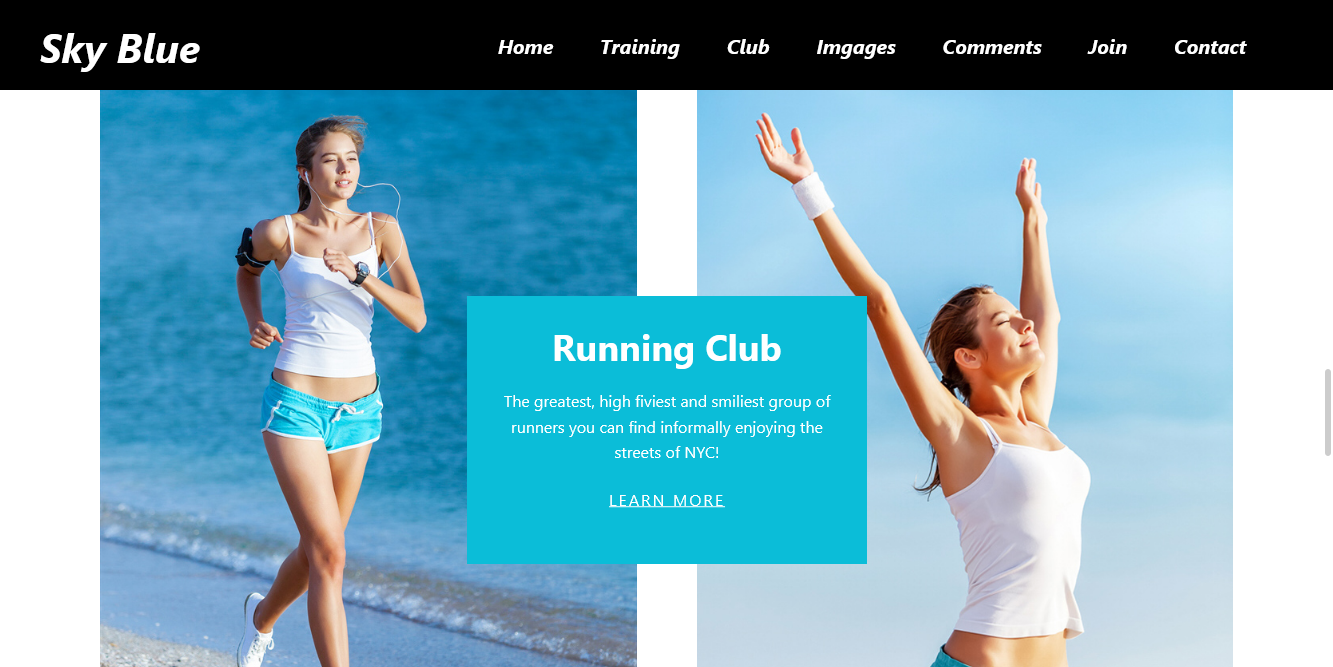 Sky Blue
Home Training Club Imgages Comments Join Contact
Running Club
The greatest, high fiviest and smiliest group of
runners you can find informally enjoying the
streets of NYC!
LEARN MORE